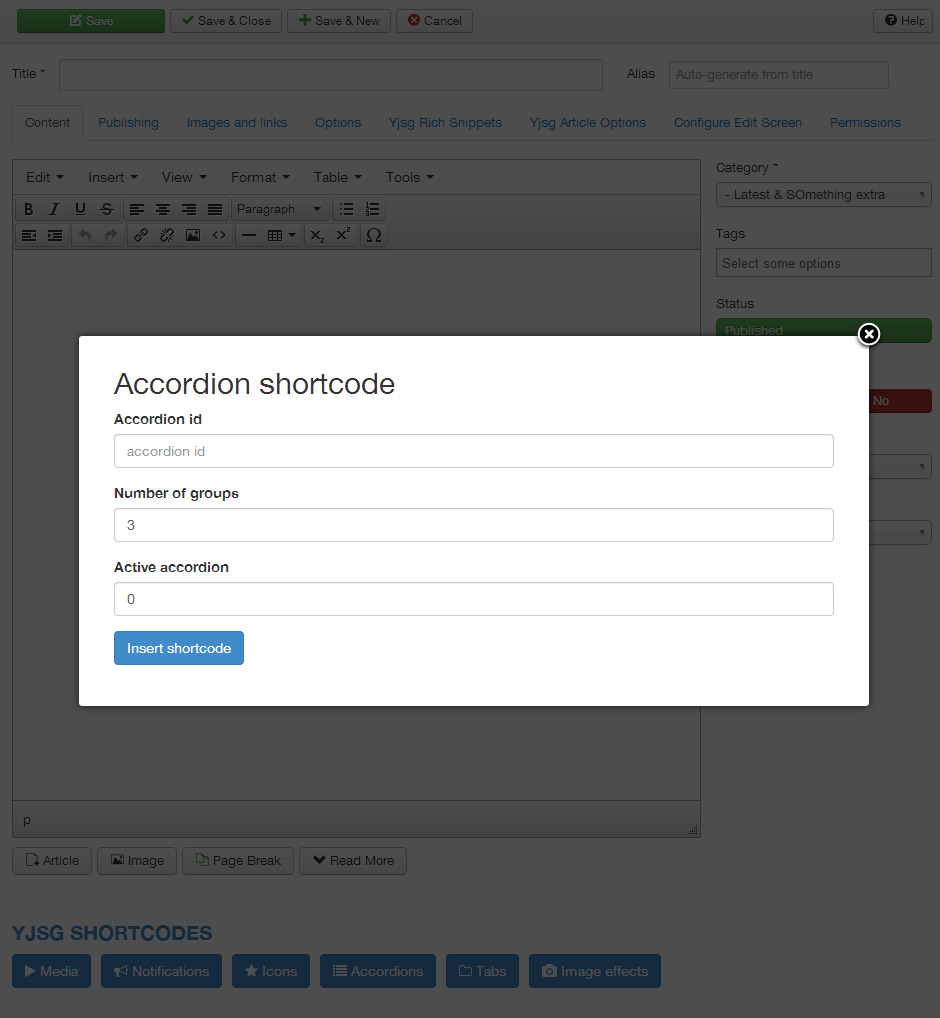 Save Save & Close Save & New Cancel Help
Title * Alias Auto-generate from title
Content Publishing Images and links Options Yjsg Rich Snippets Yjsg Article Options Configure Edit Screen Permissions
Edit Insert View Format Table Tools
Category *
- Latest & SOmething extra
B I U S Paragraph
X₂ X² Ω
Tags
Select some options
Status
Published
No
Accordion shortcode
Accordion id
accordion id
Number of groups
3
Active accordion
0
Insert shortcode
p
Article Image Page Break Read More
YJSG SHORTCODES
Media Notifications Icons Accordions Tabs Image effects